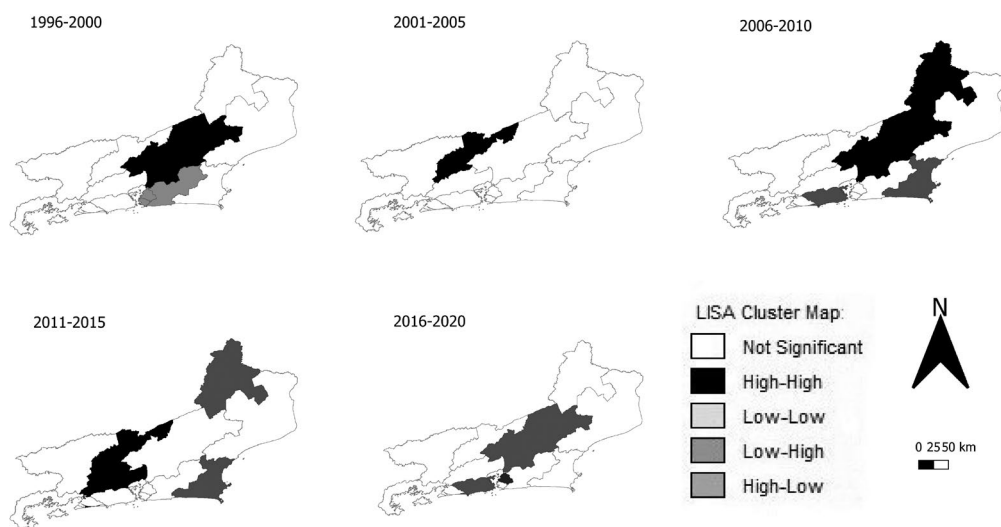 1996-2000
2001-2005
2006-2010
2011-2015
2016-2020
LISA Cluster Map:
Not Significant
High-High
Low-Low
Low-High
High-Low
N
0 2550 km